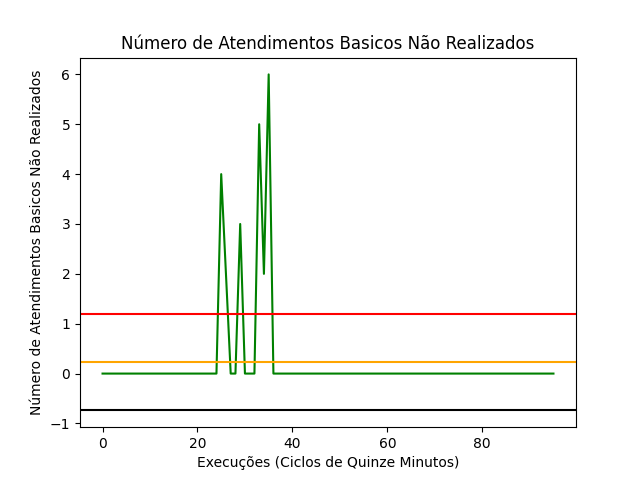 Número de Atendimentos Basicos Não Realizados
Número de Atendimentos Basicos Não Realizados
6
5
4
3
2
1
0
−1
0 20 40 60 80
Execuções (Ciclos de Quinze Minutos)